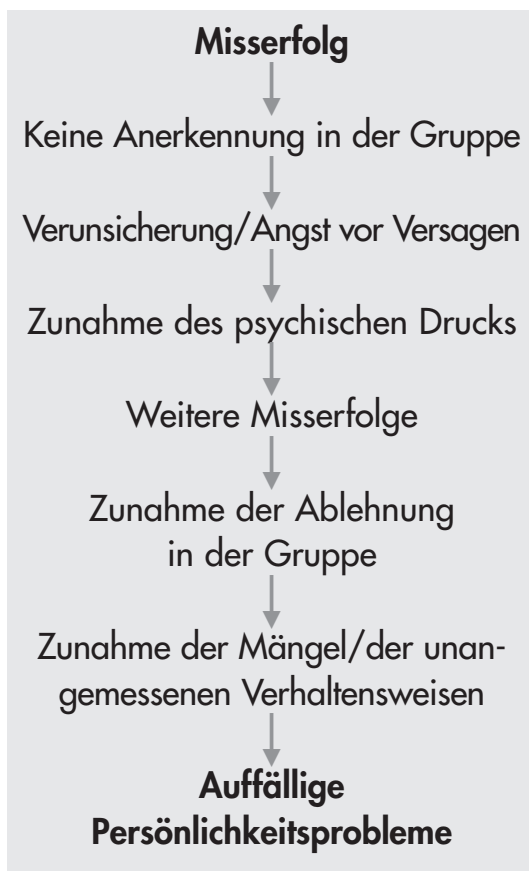 Misserfolg
Keine Anerkennung in der Gruppe
Verunsicherung/Angst vor Versagen
Zunahme des psychischen Drucks
Weitere Misserfolge
Zunahme der Ablehnung
in der Gruppe
Zunahme der Mängel/der unan-
gemessenen Verhaltensweisen
Auffällige
Persönlichkeitsprobleme